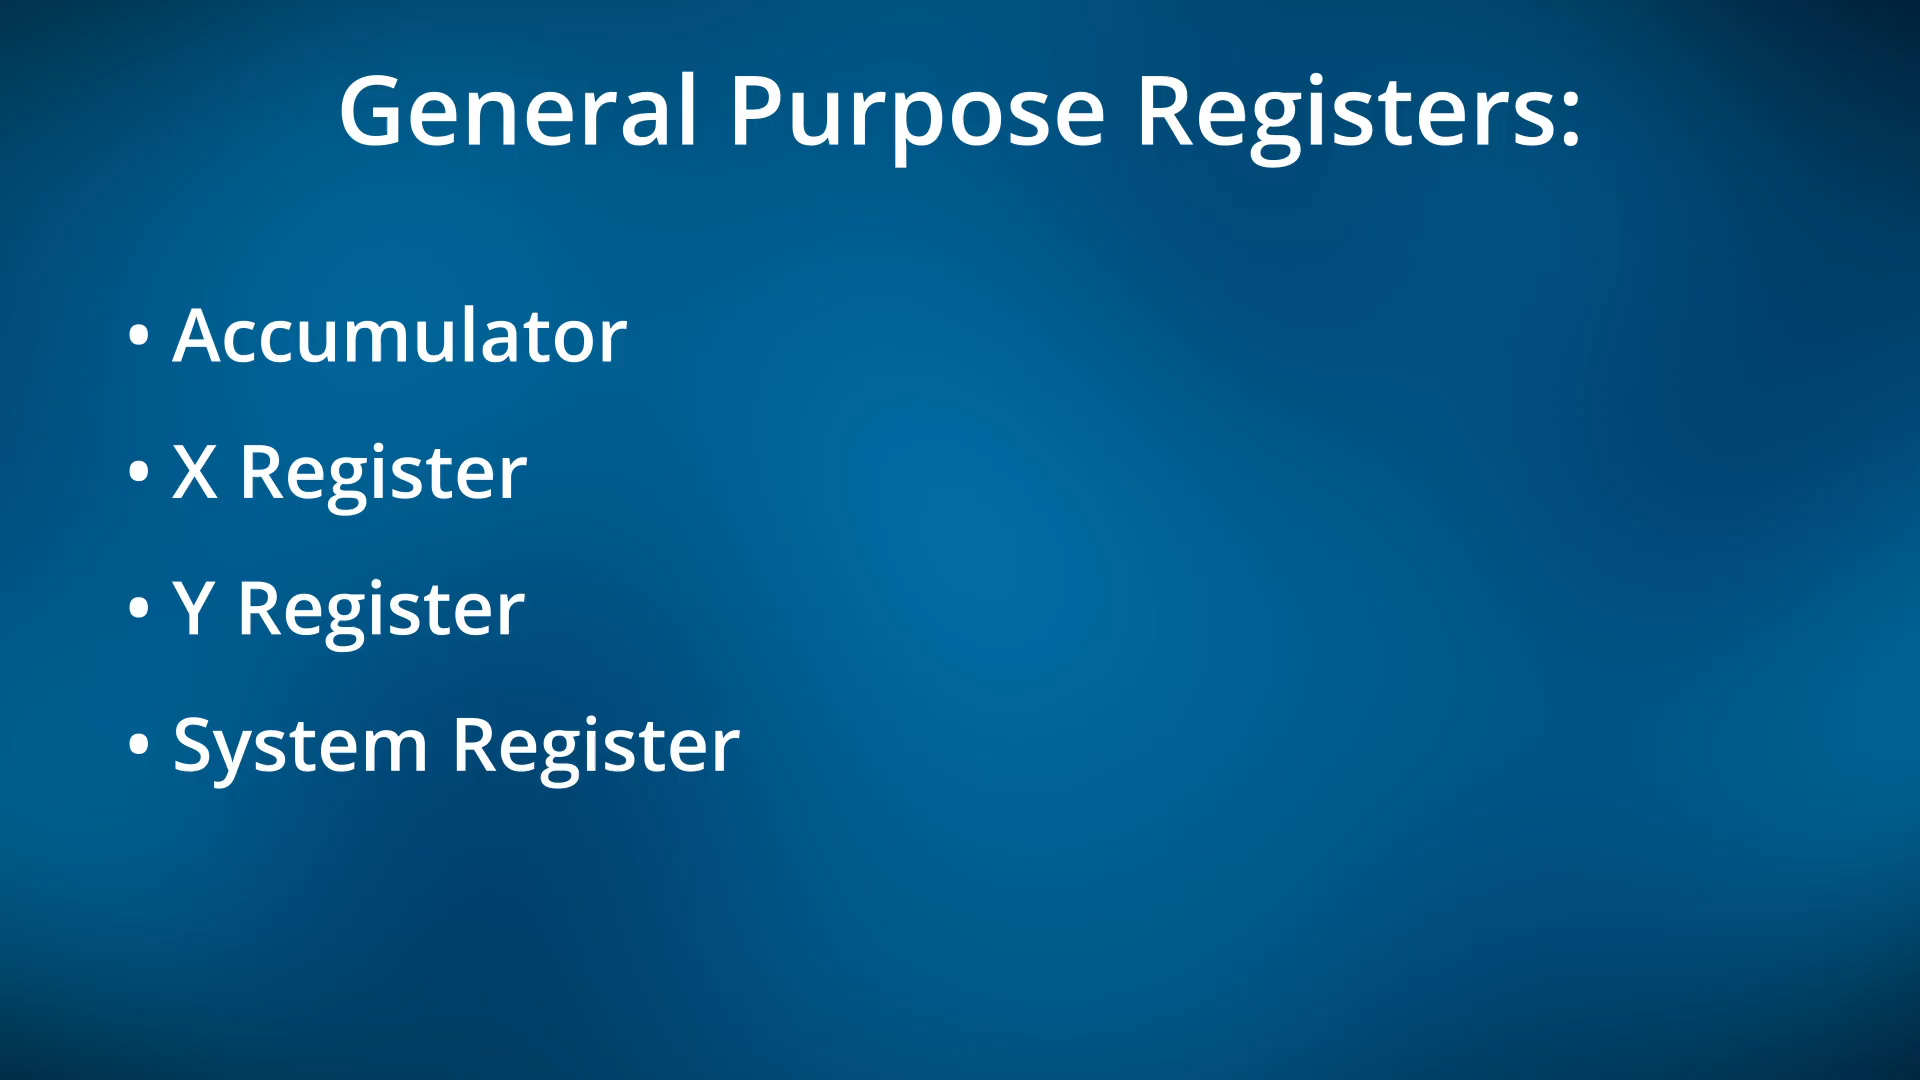 General Purpose Registers:
• Accumulator
• X Register
• Y Register
• System Register